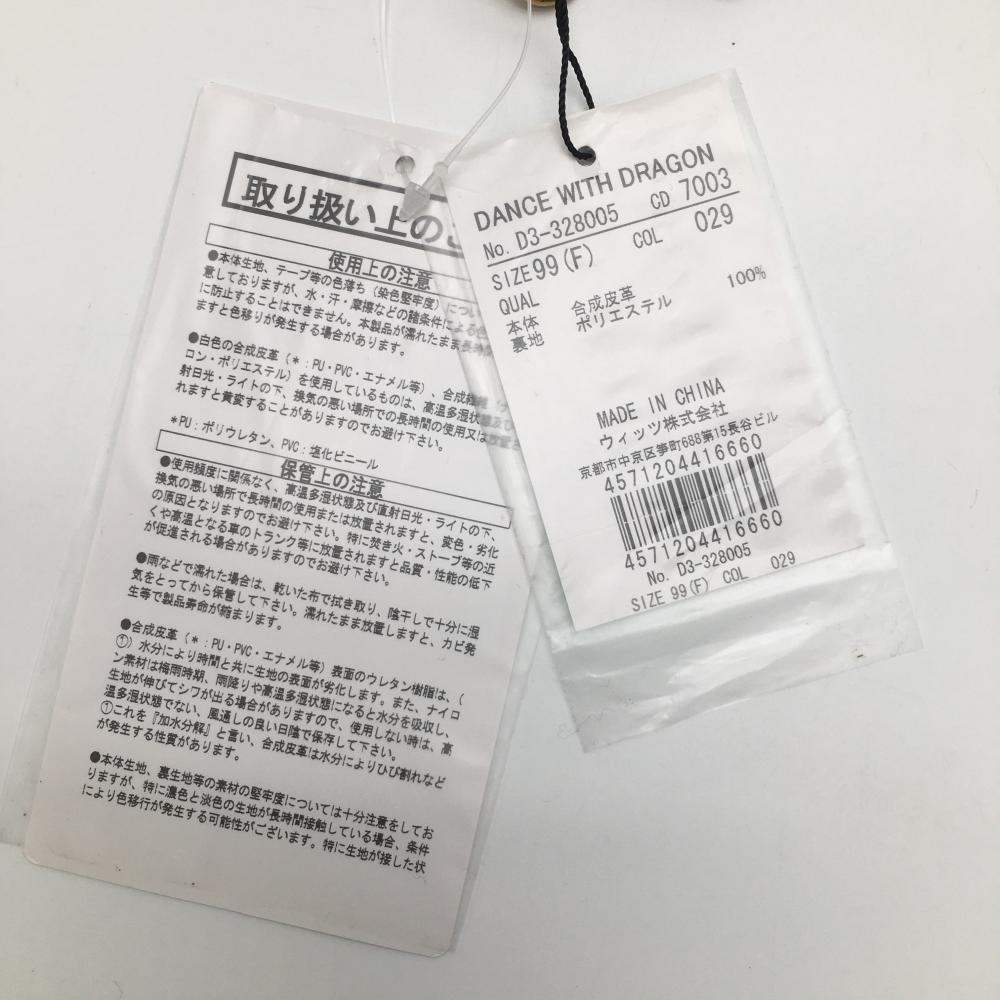 取り扱い上のご
使用上の注意
●本体生地、テープ等の色落ち（染色堅牢度）につい
意しておりますが、水・汗・摩擦などの諸条件による色
に防止することはできません。本製品が濡れたまま長時間
ますと色移りが発生する場合があります。
●白色の合成皮革（＊：PU・PVC・エナメル等）、合成繊維（ナ
ロン・ポリエステル）を使用しているものは、高温多湿状態及び
射日光・ライトの下、換気の悪い場所での長時間の使用又は放置
れますと黄変することがありますのでお避け下さい。
＊PU：ポリウレタン、PVC：塩化ビニール
保管上の注意
●使用頻度に関係なく、高温多湿状態及び直射日光・ライトの下、
換気の悪い場所で長時間の使用または放置されますと、変色・劣化
の原因となりますのでお避け下さい。特に焚き火・ストーブ等の近
くや高温となる車のトランク等に放置されますと品質・性能の低下
が促進される場合がありますのでお避け下さい。
●雨などで濡れた場合は、乾いた布で拭き取り、陰干しで十分に湿
気をとってから保管して下さい。濡れたまま放置しますと、カビ発
生等で製品寿命が縮まります。
●合成皮革（＊：PU・PVC・エナメル等）表面のウレタン樹脂は、（
①）水分により時間と共に生地の表面が劣化します。また、ナイロ
ン素材は梅雨時期、雨降りや高温多湿状態になると水分を吸収し、
生地が伸びてシワが出る場合がありますので、使用しない時は、高
温多湿状態でない、風通しの良い日陰で保存して下さい。
①これを『加水分解』と言い、合成皮革は水分によりひび割れなど
が発生する性質があります。
●本体生地、裏生地等の素材の堅牢度については十分注意をしてお
りますが、特に濃色と淡色の生地が長時間接触している場合、条件
により色移行が発生する可能性がございます。特に生地が接した状
DANCE WITH DRAGON
No. D3-328005 CD 7003
SIZE 99(F) COL 029
QUAL
本体 合成皮革 100%
裏地 ポリエステル
MADE IN CHINA
ウィッツ株式会社
京都市中京区笋町688第15長谷ビル
4571204416660
4571204416660
No. D3-328005
SIZE 99(F) COL 029